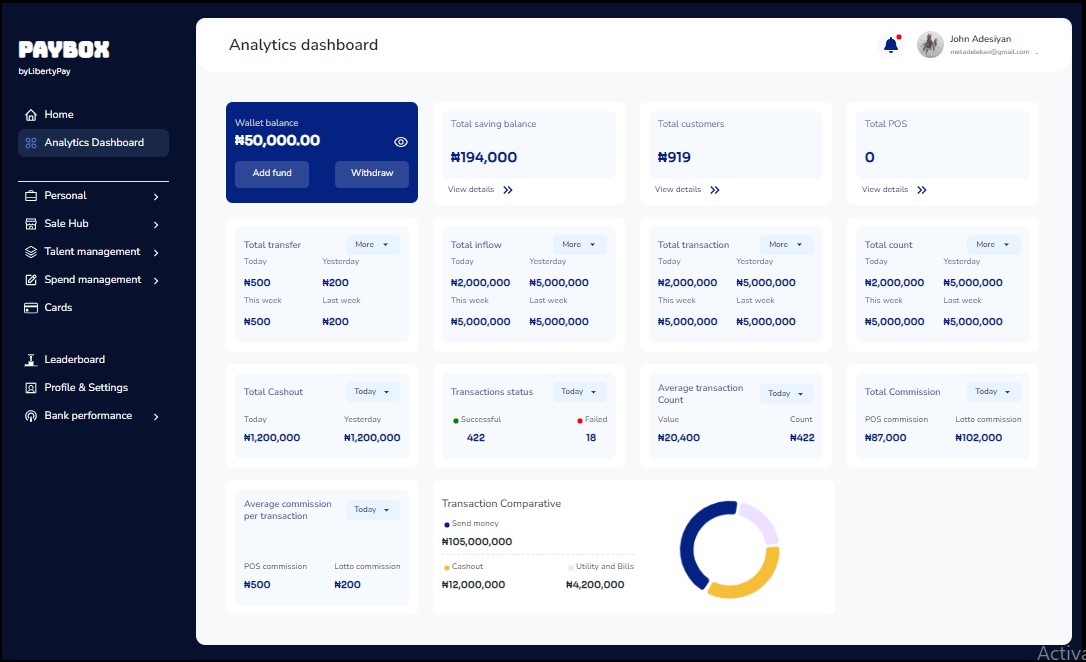 PAYBOX
byLibertyPay
Home
Analytics Dashboard
Personal
Sale Hub
Talent management
Spend management
Cards
Leaderboard
Profile & Settings
Bank performance
Analytics dashboard
John Adesiyan
metadelekan@gmail.com
Wallet balance
₦50,000.00
Add fund Withdraw
Total saving balance
₦194,000
View details
Total customers
₦919
View details
Total POS
0
View details
Total transfer More
Today Yesterday
₦500 ₦200
This week Last week
₦500 ₦200
Total inflow More
Today Yesterday
₦2,000,000 ₦5,000,000
This week Last week
₦5,000,000 ₦5,000,000
Total transaction More
Today Yesterday
₦2,000,000 ₦5,000,000
This week Last week
₦5,000,000 ₦5,000,000
Total count More
Today Yesterday
₦2,000,000 ₦5,000,000
This week Last week
₦5,000,000 ₦5,000,000
Total Cashout Today
Today Yesterday
₦1,200,000 ₦1,200,000
Transactions status Today
Successful Failed
422 18
Average transaction
Count Today
Value Count
₦20,400 ₦422
Total Commission Today
POS commission Lotto commission
₦87,000 ₦102,000
Average commission
per transaction Today
POS commission Lotto commission
₦500 ₦200
Transaction Comparative
Send money
₦105,000,000
Cashout Utility and Bills
₦12,000,000 ₦4,200,000